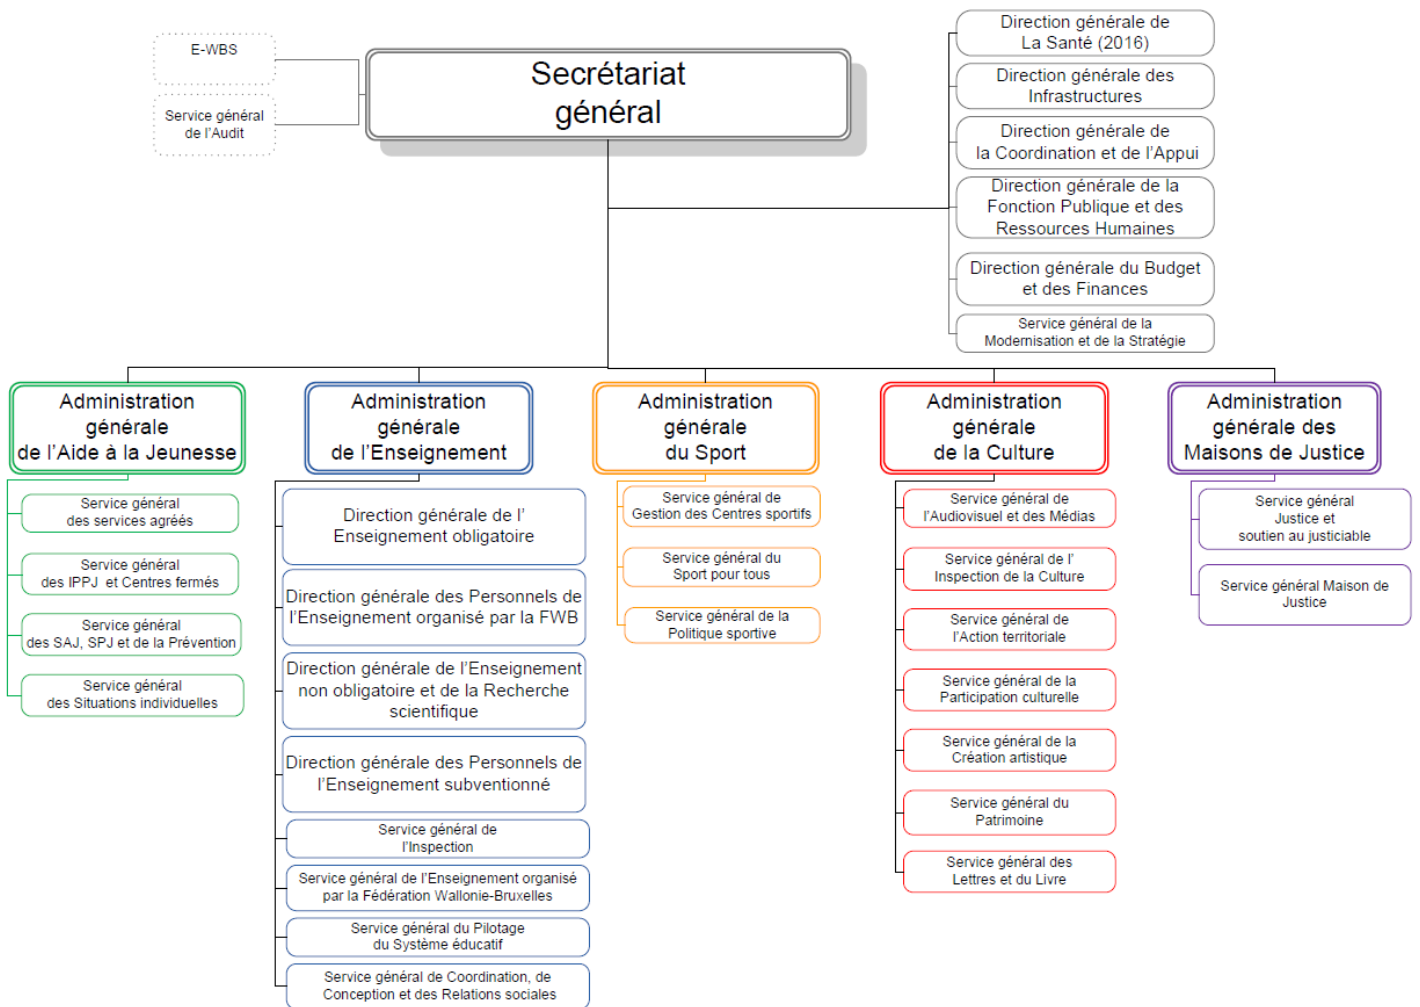 E-WBS
Service général
de l'Audit
Secrétariat
général
Direction générale de
La Santé (2016)
Direction générale des
Infrastructures
Direction générale de
la Coordination et de l'Appui
Direction générale de la
Fonction Publique et des
Ressources Humaines
Direction générale du Budget
et des Finances
Service général de la
Modernisation et de la Stratégie
Administration
générale
de l'Aide à la Jeunesse
Service général
des services agréés
Service général
des IPPJ et Centres fermés
Service général
des SAJ, SPJ et de la Prévention
Service général
des Situations individuelles
Administration
générale
de l'Enseignement
Direction générale de l'
Enseignement obligatoire
Direction générale des Personnels de
l'Enseignement organisé par la FWB
Direction générale de l'Enseignement
non obligatoire et de la Recherche
scientifique
Direction générale des Personnels de
l'Enseignement subventionné
Service général de
l'Inspection
Service général de l'Enseignement organisé
par la Fédération Wallonie-Bruxelles
Service général du Pilotage
du Système éducatif
Service général de Coordination, de
Conception et des Relations sociales
Administration
générale
du Sport
Service général de
Gestion des Centres sportifs
Service général du
Sport pour tous
Service général de la
Politique sportive
Administration
générale
de la Culture
Service général de
l'Audiovisuel et des Médias
Service général de l'
Inspection de la Culture
Service général de
l'Action territoriale
Service général de la
Participation culturelle
Service général de la
Création artistique
Service général du
Patrimoine
Service général des
Lettres et du Livre
Administration
générale des
Maisons de Justice
Service général
Justice et
soutien au justiciable
Service général Maison de
Justice